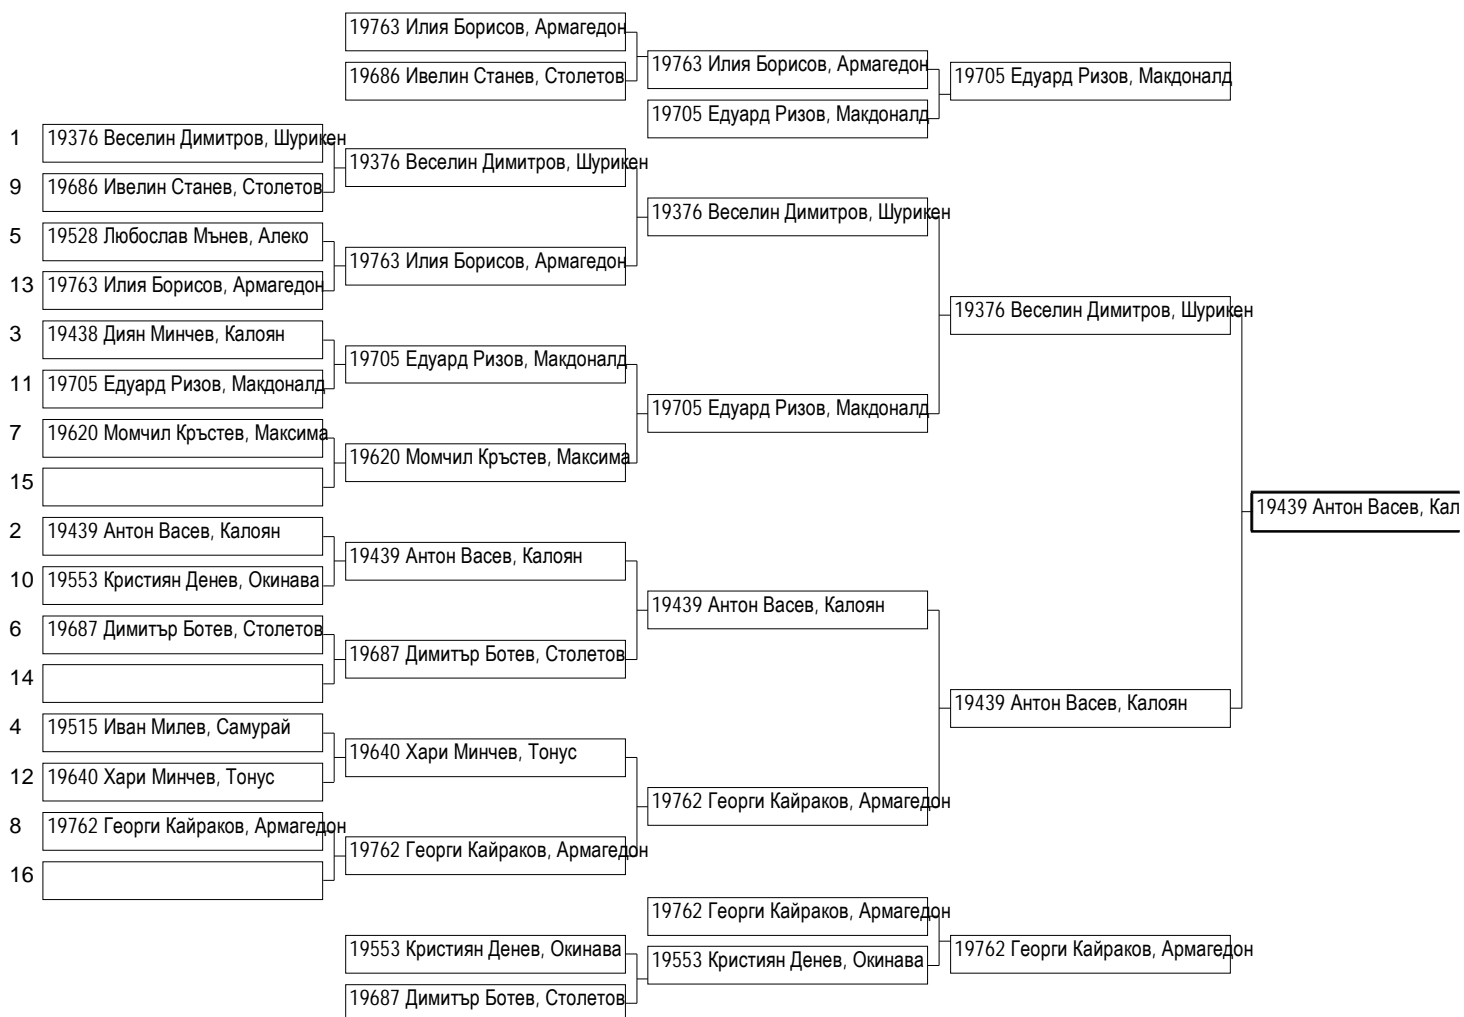 19763 Илия Борисов, Армагедон
19686 Ивелин Станев, Столетов
19763 Илия Борисов, Армагедон
19705 Едуард Ризов, Макдоналд
19705 Едуард Ризов, Макдоналд
1 19376 Веселин Димитров, Шурикен
9 19686 Ивелин Станев, Столетов
5 19528 Любослав Мънев, Алеко
13 19763 Илия Борисов, Армагедон
3 19438 Диян Минчев, Калоян
11 19705 Едуард Ризов, Макдоналд
7 19620 Момчил Кръстев, Максима
15
2 19439 Антон Васев, Калоян
10 19553 Кристиян Денев, Окинава
6 19687 Димитър Ботев, Столетов
14
4 19515 Иван Милев, Самурай
12 19640 Хари Минчев, Тонус
8 19762 Георги Кайраков, Армагедон
16
19376 Веселин Димитров, Шурикен
19763 Илия Борисов, Армагедон
19705 Едуард Ризов, Макдоналд
19620 Момчил Кръстев, Максима
19439 Антон Васев, Калоян
19687 Димитър Ботев, Столетов
19640 Хари Минчев, Тонус
19762 Георги Кайраков, Армагедон
19376 Веселин Димитров, Шурикен
19705 Едуард Ризов, Макдоналд
19439 Антон Васев, Калоян
19762 Георги Кайраков, Армагедон
19376 Веселин Димитров, Шурикен
19439 Антон Васев, Калоян
19439 Антон Васев, Кал
19553 Кристиян Денев, Окинава
19687 Димитър Ботев, Столетов
19762 Георги Кайраков, Армагедон
19553 Кристиян Денев, Окинава
19762 Георги Кайраков, Армагедон